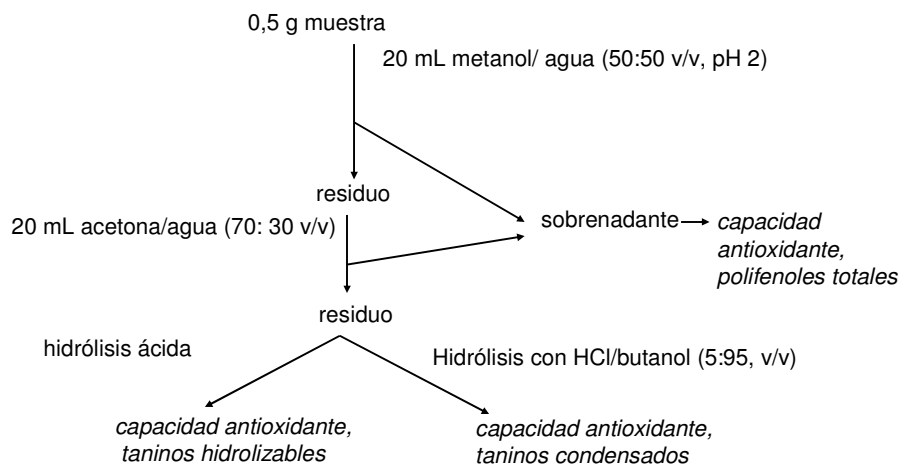 0,5 g muestra
20 mL metanol/ agua (50:50 v/v, pH 2)
residuo
20 mL acetona/agua (70: 30 v/v)
sobrenadante
capacidad
antioxidante,
polifenoles totales
residuo
hidrólisis ácida
Hidrólisis con HCl/butanol (5:95, v/v)
capacidad antioxidante,
taninos hidrolizables
capacidad antioxidante,
taninos condensados